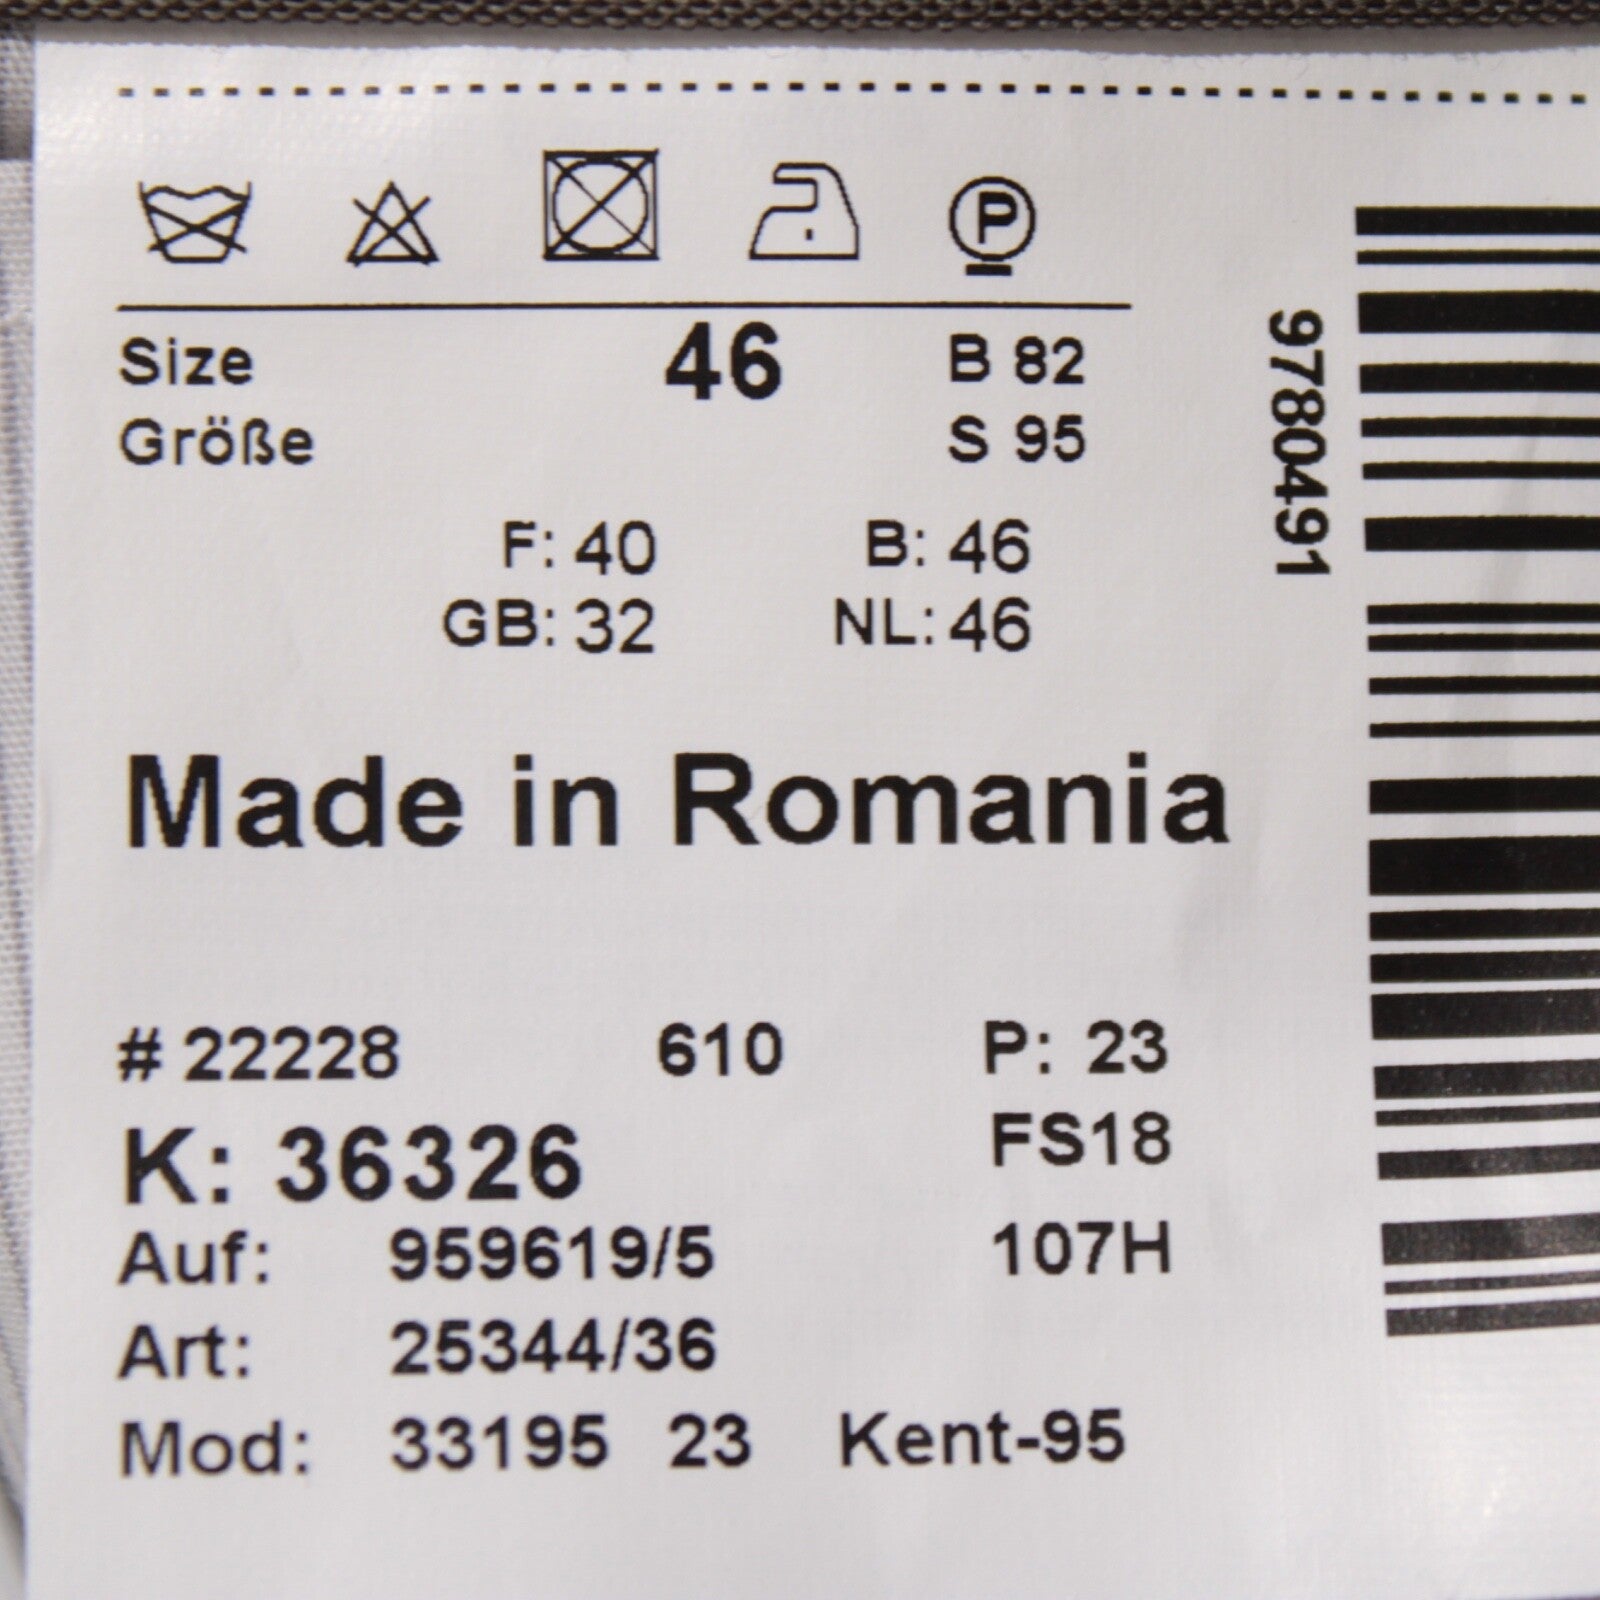 P
Size 46 B 82
Größe S 95
F: 40 B: 46
GB: 32 NL: 46
Made in Romania
# 22228 610 P: 23
K: 36326 FS18
Auf: 959619/5 107H
Art: 25344/36
Mod: 33195 23 Kent-95
9780491